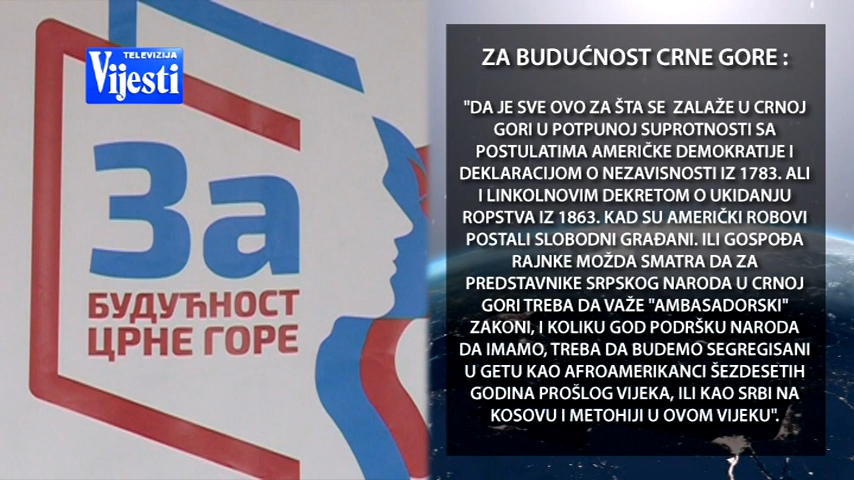 TELEVIZIJA
Vijesti
За
БУДУЋНОСТ
ЦРНЕ ГОРЕ
ZA BUDUĆNOST CRNE GORE :
"DA JE SVE OVO ZA ŠTA SE ZALAŽE U CRNOJ
GORI U POTPUNOJ SUPROTNOSTI SA
POSTULATIMA AMERIČKE DEMOKRATIJE I
DEKLARACIJOM O NEZAVISNOSTI IZ 1783. ALI
I LINKOLNOVIM DEKRETOM O UKIDANJU
ROPSTVA IZ 1863. KAD SU AMERIČKI ROBOVI
POSTALI SLOBODNI GRAĐANI. ILI GOSPOĐA
RAJNKE MOŽDA SMATRA DA ZA
PREDSTAVNIKE SRPSKOG NARODA U CRNOJ
GORI TREBA DA VAŽE "AMBASADORSKI"
ZAKONI, I KOLIKU GOD PODRŠKU NARODA
DA IMAMO, TREBA DA BUDEMO SEGREGISANI
U GETU KAO AFROAMERIKANCI ŠEZDESETIH
GODINA PROŠLOG VIJEKA, ILI KAO SRBI NA
KOSOVU I METOHIJI U OVOM VIJEKU".